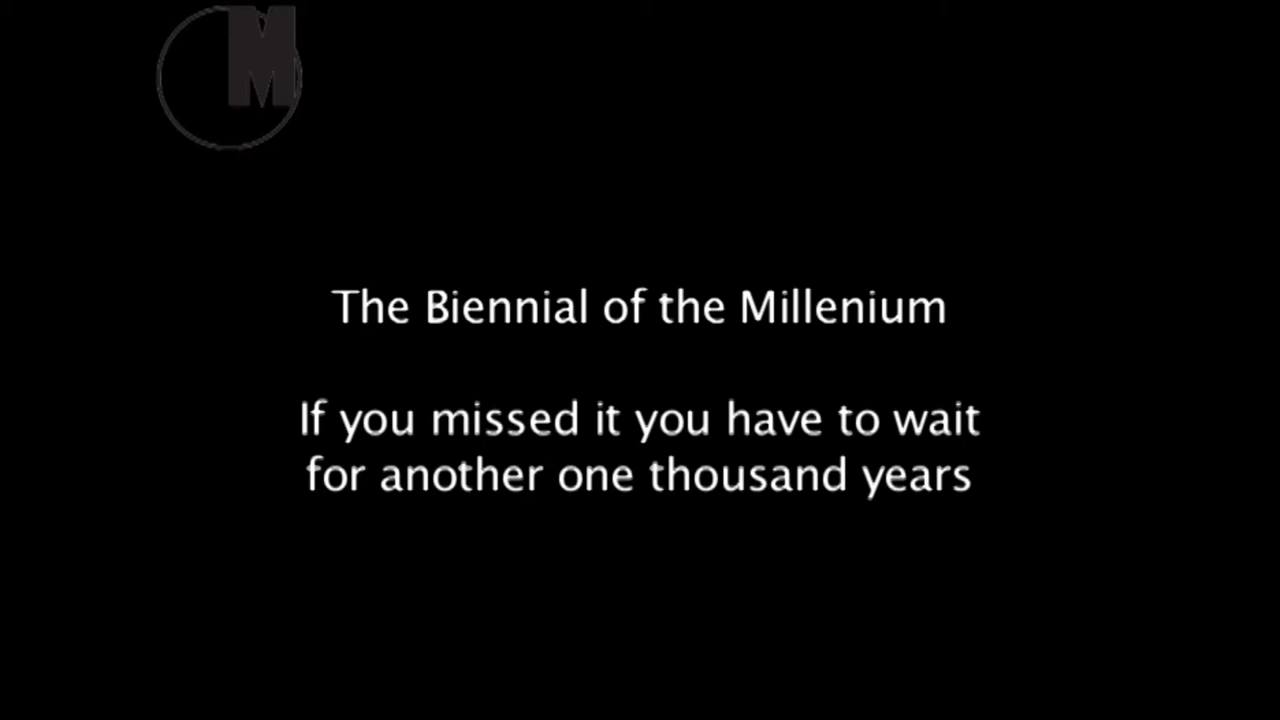 M
The Biennial of the Millenium
If you missed it you have to wait
for another one thousand years